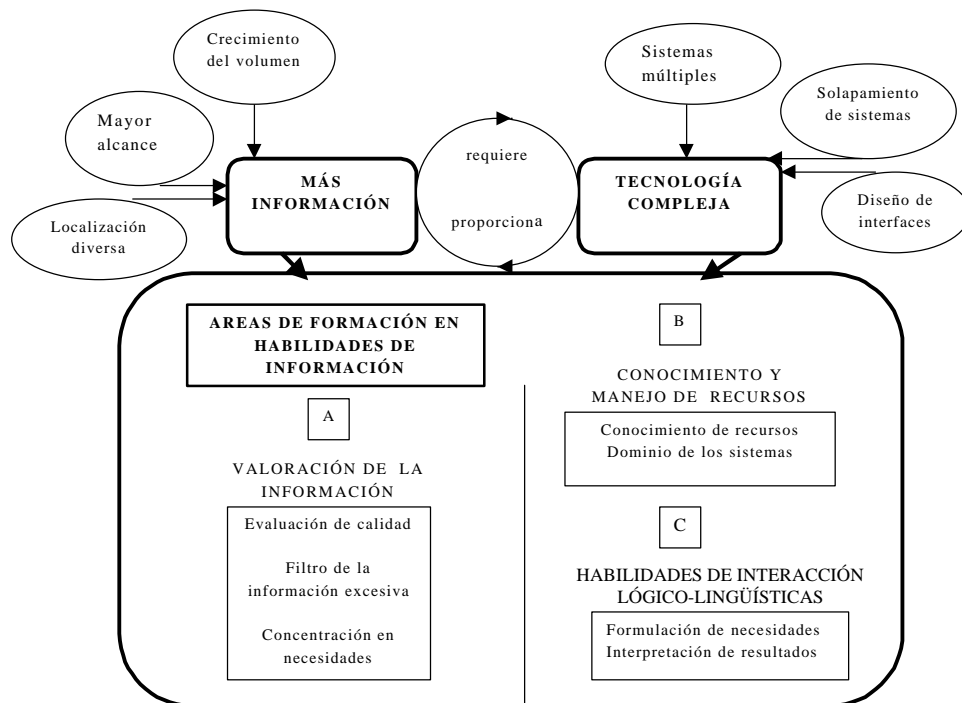 Crecimiento
del volumen
Sistemas
múltiples
Mayor
alcance
Solapamiento
de sistemas
Localización
diversa
MÁS
INFORMACIÓN
requiere
proporciona
TECNOLOGÍA
COMPLEJA
Diseño de
interfaces
AREAS DE FORMACIÓN EN
HABILIDADES DE
INFORMACIÓN
A
VALORACIÓN DE LA
INFORMACIÓN
Evaluación de calidad
Filtro de la
información excesiva
Concentración en
necesidades
B
CONOCIMIENTO Y
MANEJO DE RECURSOS
Conocimiento de recursos
Dominio de los sistemas
C
HABILIDADES DE INTERACCIÓN
LÓGICO-LINGÜÍSTICAS
Formulación de necesidades
Interpretación de resultados